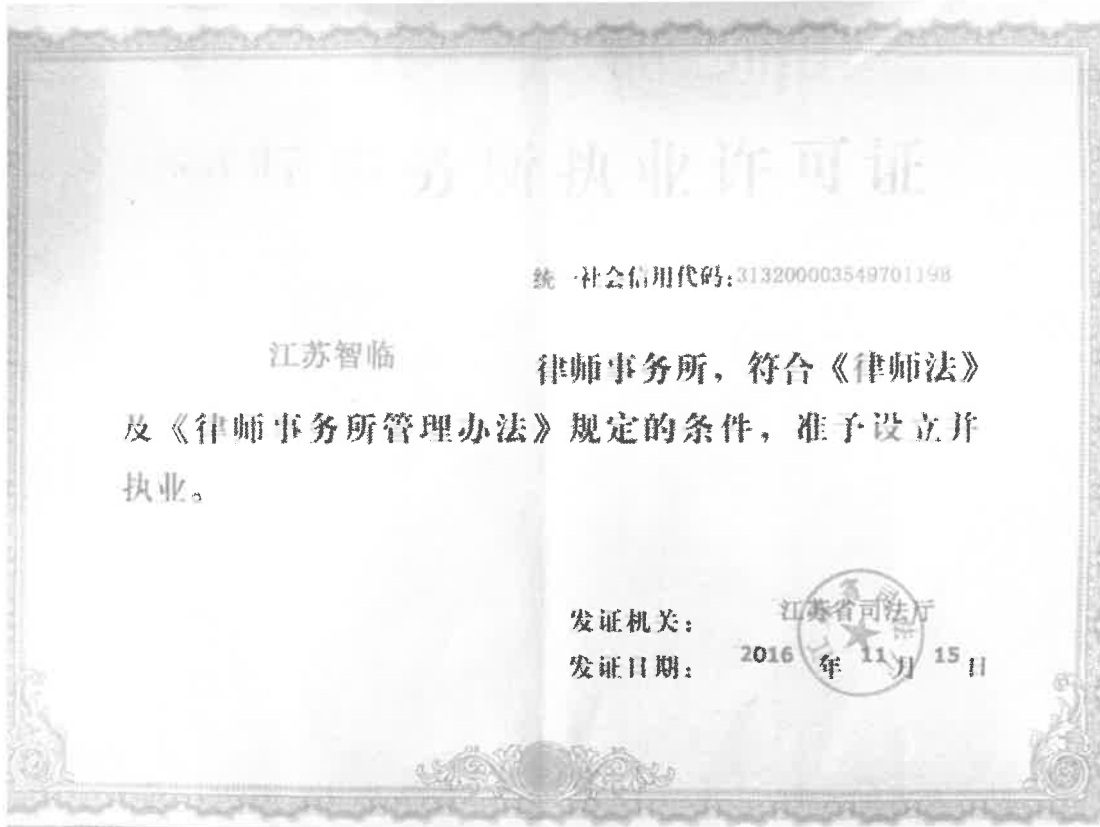 律师事务所执业许可证
统一社会信用代码:313200003549701198
江苏智临 律师事务所，符合《律师法》
及《律师事务所管理办法》规定的条件，准予设立并
执业。
发证机关： 江苏省司法厅
发证日期： 2016 年 11 月 15 日